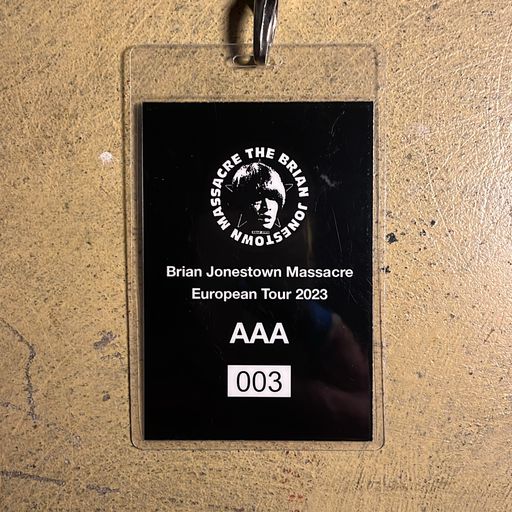 THE BRIAN JONESTOWN MASSACRE
Brian Jonestown Massacre
European Tour 2023
AAA
003